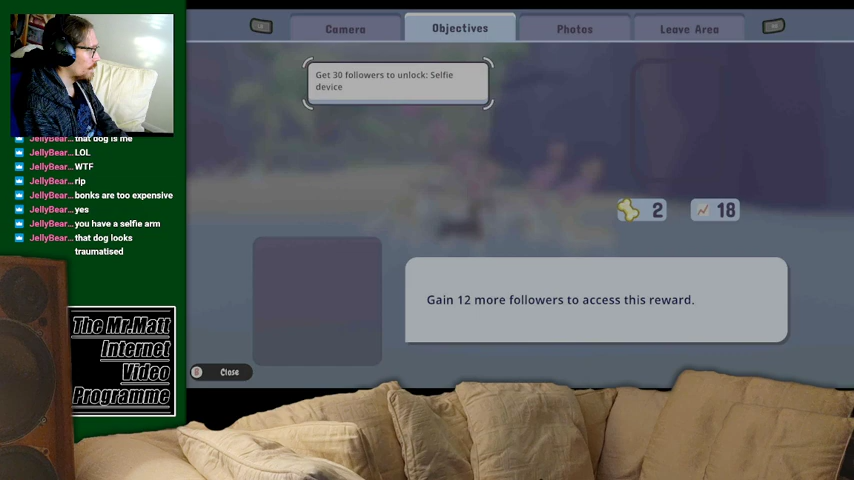 Camera
Objectives
Photos
Leave Area
Get 30 followers to unlock: Selfie
device
JellyBear... that dog is me
JellyBear... LOL
JellyBear... WTF
JellyBear... rip
JellyBear... bonks are too expensive
JellyBear... yes
JellyBear... you have a selfie arm
JellyBear... that dog looks
traumatised
2
18
Gain 12 more followers to access this reward.
Close
The Mr.Matt
Internet
Video
Programme